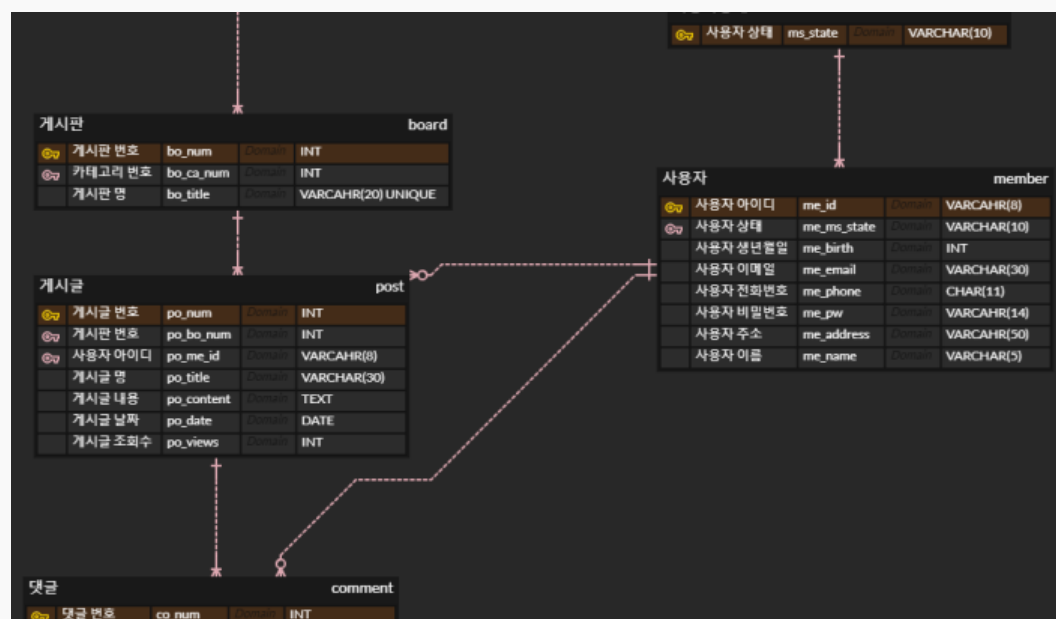 사용자 상태 ms_state Domain VARCHAR(10)
게시판 board
게시판 번호 bo_num Domain INT
카테고리 번호 bo_ca_num Domain INT
게시판 명 bo_title Domain VARCAHR(20) UNIQUE
사용자 member
사용자 아이디 me_id Domain VARCAHR(8)
사용자 상태 me_ms_state Domain VARCHAR(10)
사용자 생년월일 me_birth Domain INT
사용자 이메일 me_email Domain VARCHAR(30)
사용자 전화번호 me_phone Domain CHAR(11)
사용자 비밀번호 me_pw Domain VARCHAR(14)
사용자 주소 me_address Domain VARCHAR(50)
사용자 이름 me_name Domain VARCHAR(5)
게시글 post
게시글 번호 po_num Domain INT
게시판 번호 po_bo_num Domain INT
사용자 아이디 po_me_id Domain VARCAHR(8)
게시글 명 po_title Domain VARCHAR(30)
게시글 내용 po_content Domain TEXT
게시글 날짜 po_date Domain DATE
게시글 조회수 po_views Domain INT
댓글 comment
댓글 번호 co_num Domain INT